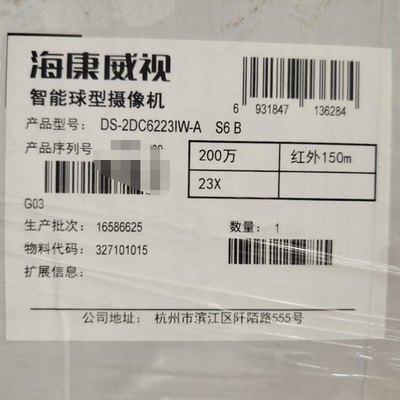 海康威视
智能球型摄像机
6 931847 136284
产品型号: DS-2DC6223IW-A S6 B
产品序列号
200万 红外150m
23X
G03
生产批次: 16586625
数量: 1
物料代码: 327101015
扩展信息:
公司地址: 杭州市滨江区阡陌路555号